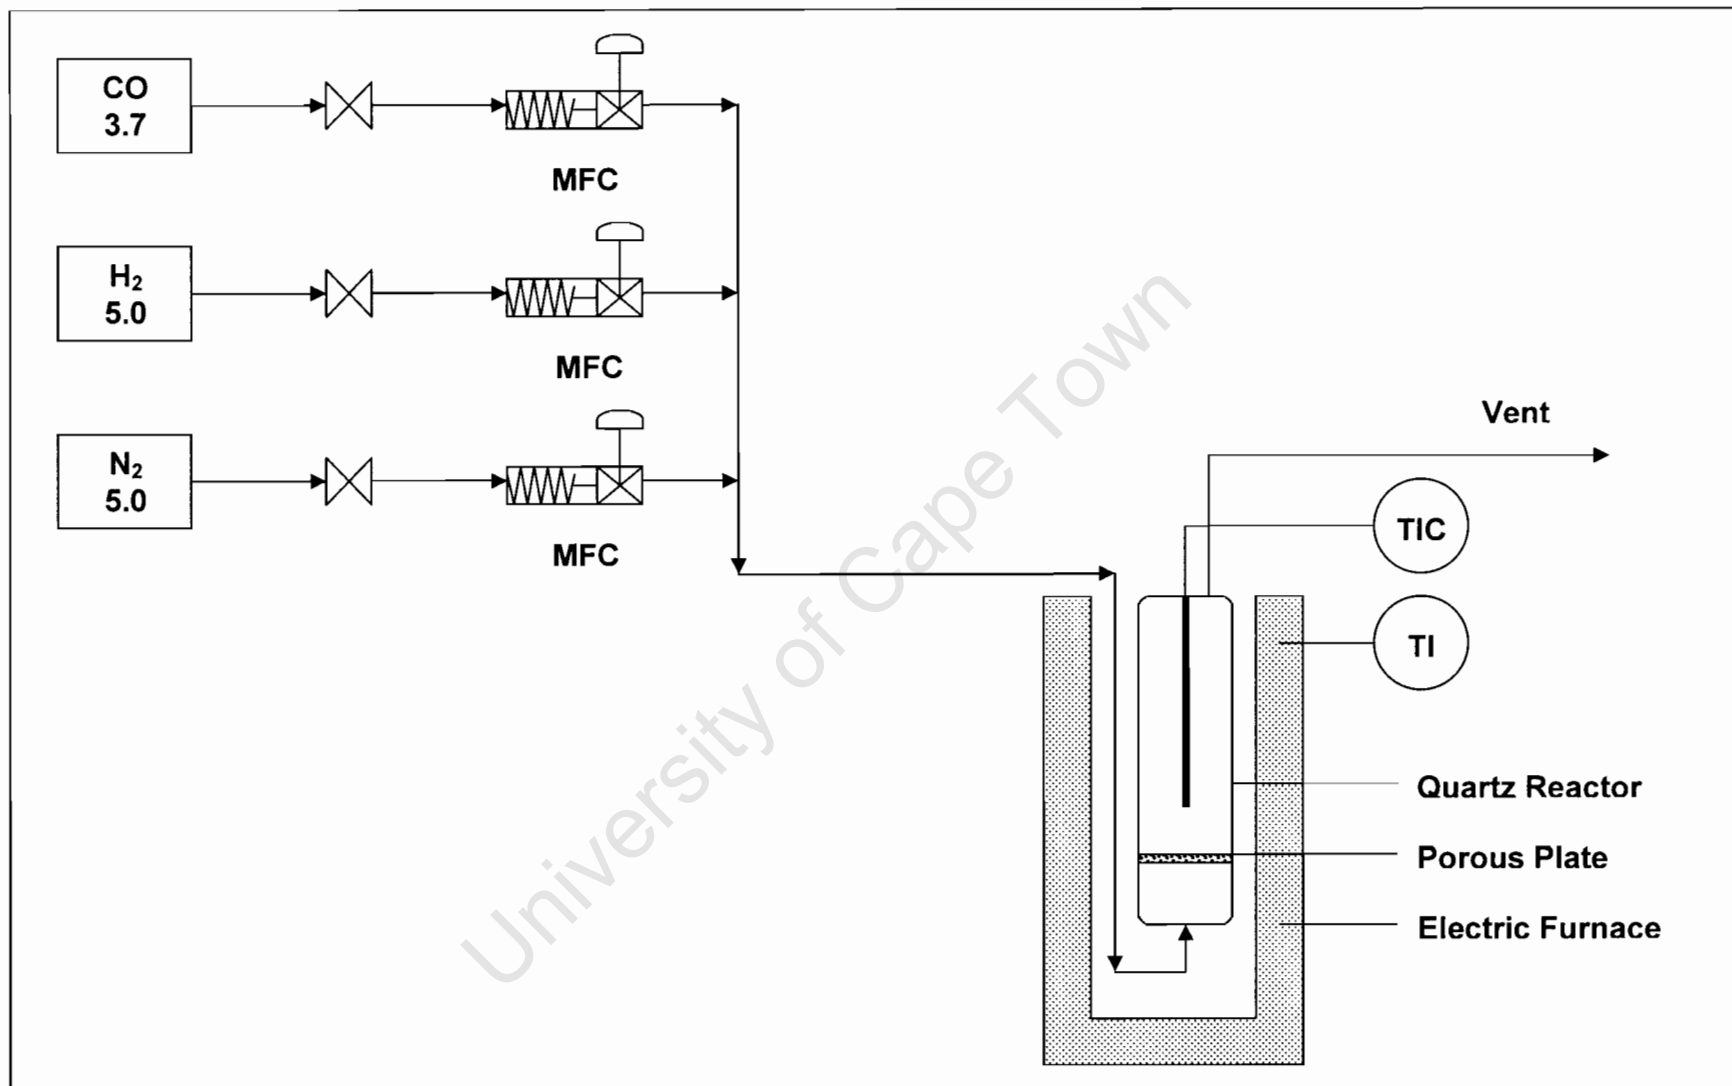 CO
3.7
MFC
H₂
5.0
MFC
N₂
5.0
MFC
Vent
TIC
TI
Quartz Reactor
Porous Plate
Electric Furnace
University of Cape Town